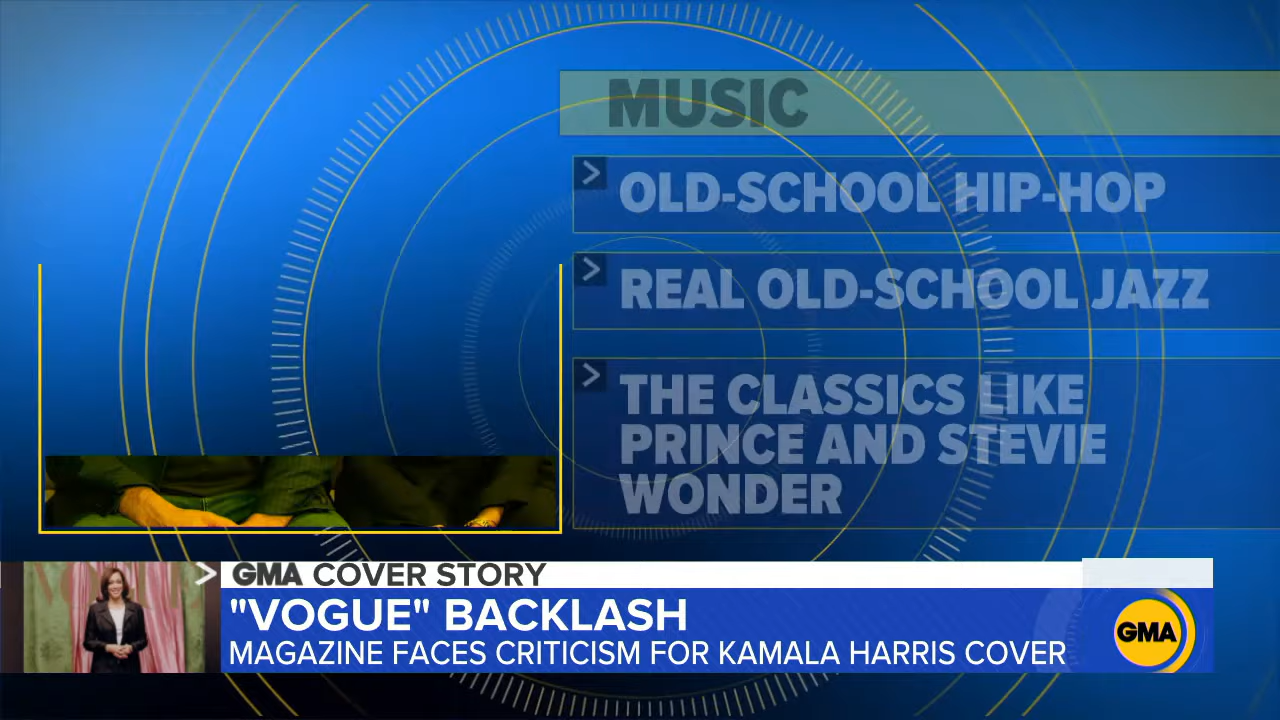 MUSIC
OLD-SCHOOL HIP-HOP
REAL OLD-SCHOOL JAZZ
THE CLASSICS LIKE
PRINCE AND STEVIE
WONDER
GMA COVER STORY
"VOGUE" BACKLASH
MAGAZINE FACES CRITICISM FOR KAMALA HARRIS COVER
GMA